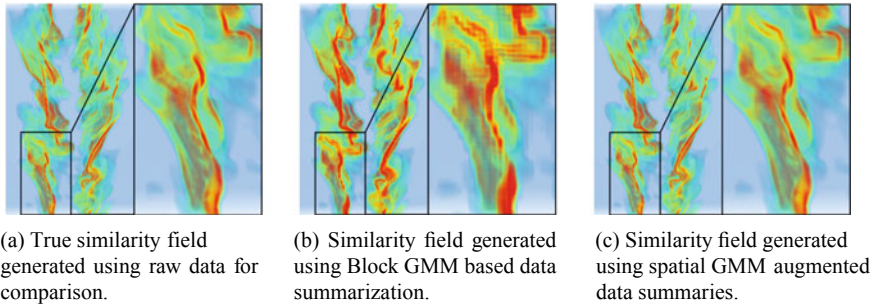 (a) True similarity field
generated using raw data for
comparison.
(b) Similarity field generated
using Block GMM based data
summarization.
(c) Similarity field generated
using spatial GMM augmented
data summaries.